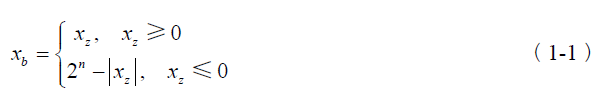 x_b = { x_z, x_z ≥ 0
2^n −|x_z|, x_z ≤ 0 （1-1）